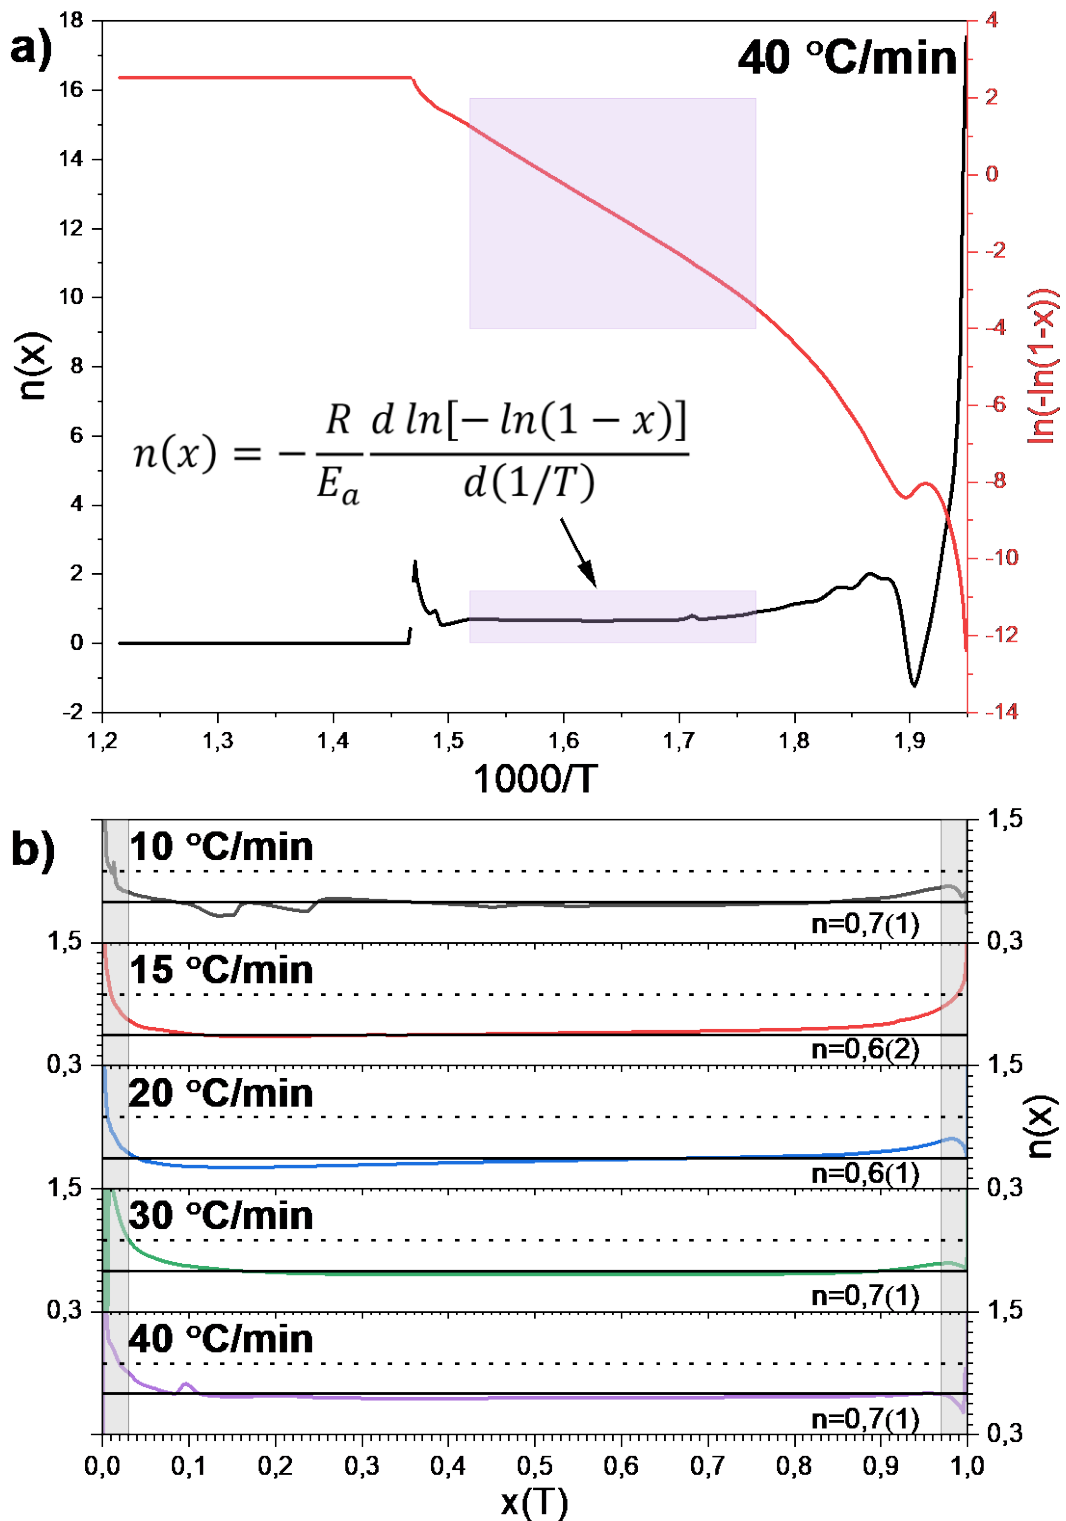 a)
40 °C/min
18
16
14
12
10
8
6
4
2
0
-2
n(x)
4
2
0
-2
-4
-6
-8
-10
-12
-14
ln(-ln(1-x))
n(x) = - R/E_a d ln[- ln(1 - x)]/d(1/T)
1,2 1,3 1,4 1,5 1,6 1,7 1,8 1,9
1000/T
b)
10 °C/min
1,5
n=0,7(1)
0,3
1,5
15 °C/min
n=0,6(2)
0,3
1,5
20 °C/min
n(x)
n=0,6(1)
1,5
0,3
30 °C/min
n=0,7(1)
0,3
1,5
40 °C/min
n=0,7(1)
0,3
0,0 0,1 0,2 0,3 0,4 0,5 0,6 0,7 0,8 0,9 1,0
x(T)